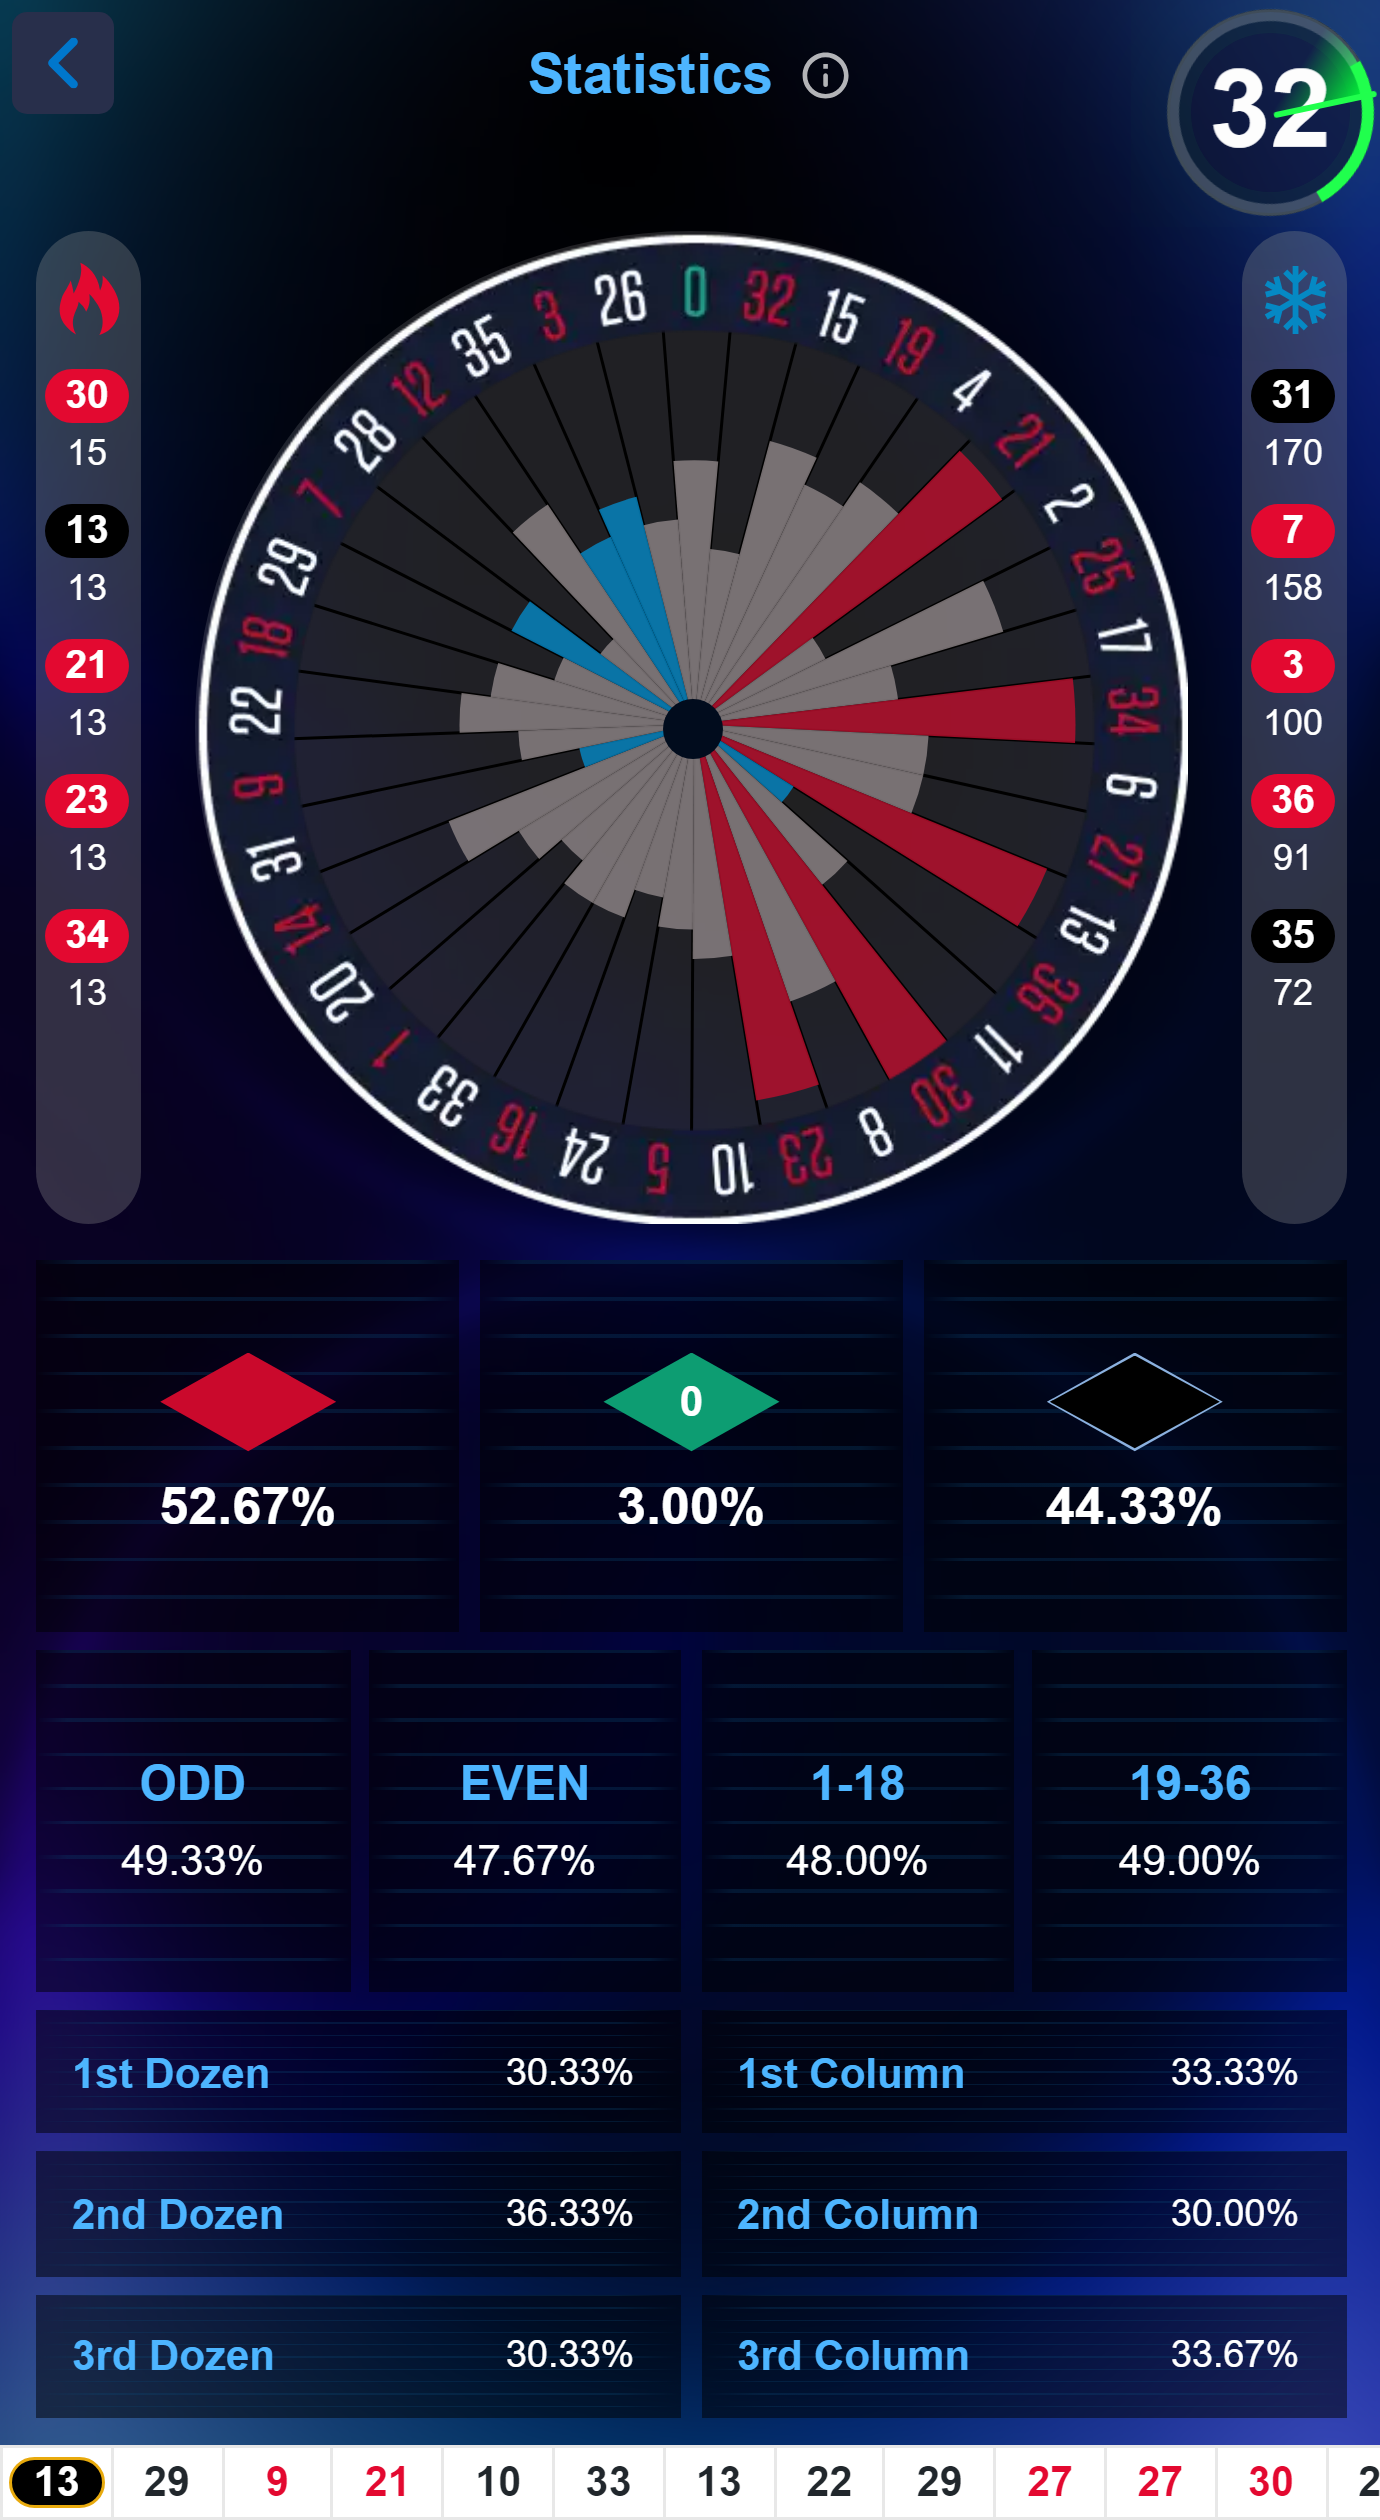 Statistics
32
30
15
13
13
21
13
23
13
34
13
0 32 15 19 4 21 2 25 17 34 6 27 13 36 11 30 8 23 10 5 24 16 33 1 20 14 31 9 22 18 29 7 28 12 35 3 26
31
170
7
158
3
100
36
91
35
72
0
52.67% 3.00% 44.33%
ODD EVEN 1-18 19-36
49.33% 47.67% 48.00% 49.00%
1st Dozen 30.33% 1st Column 33.33%
2nd Dozen 36.33% 2nd Column 30.00%
3rd Dozen 30.33% 3rd Column 33.67%
13 29 9 21 10 33 13 22 29 27 27 30